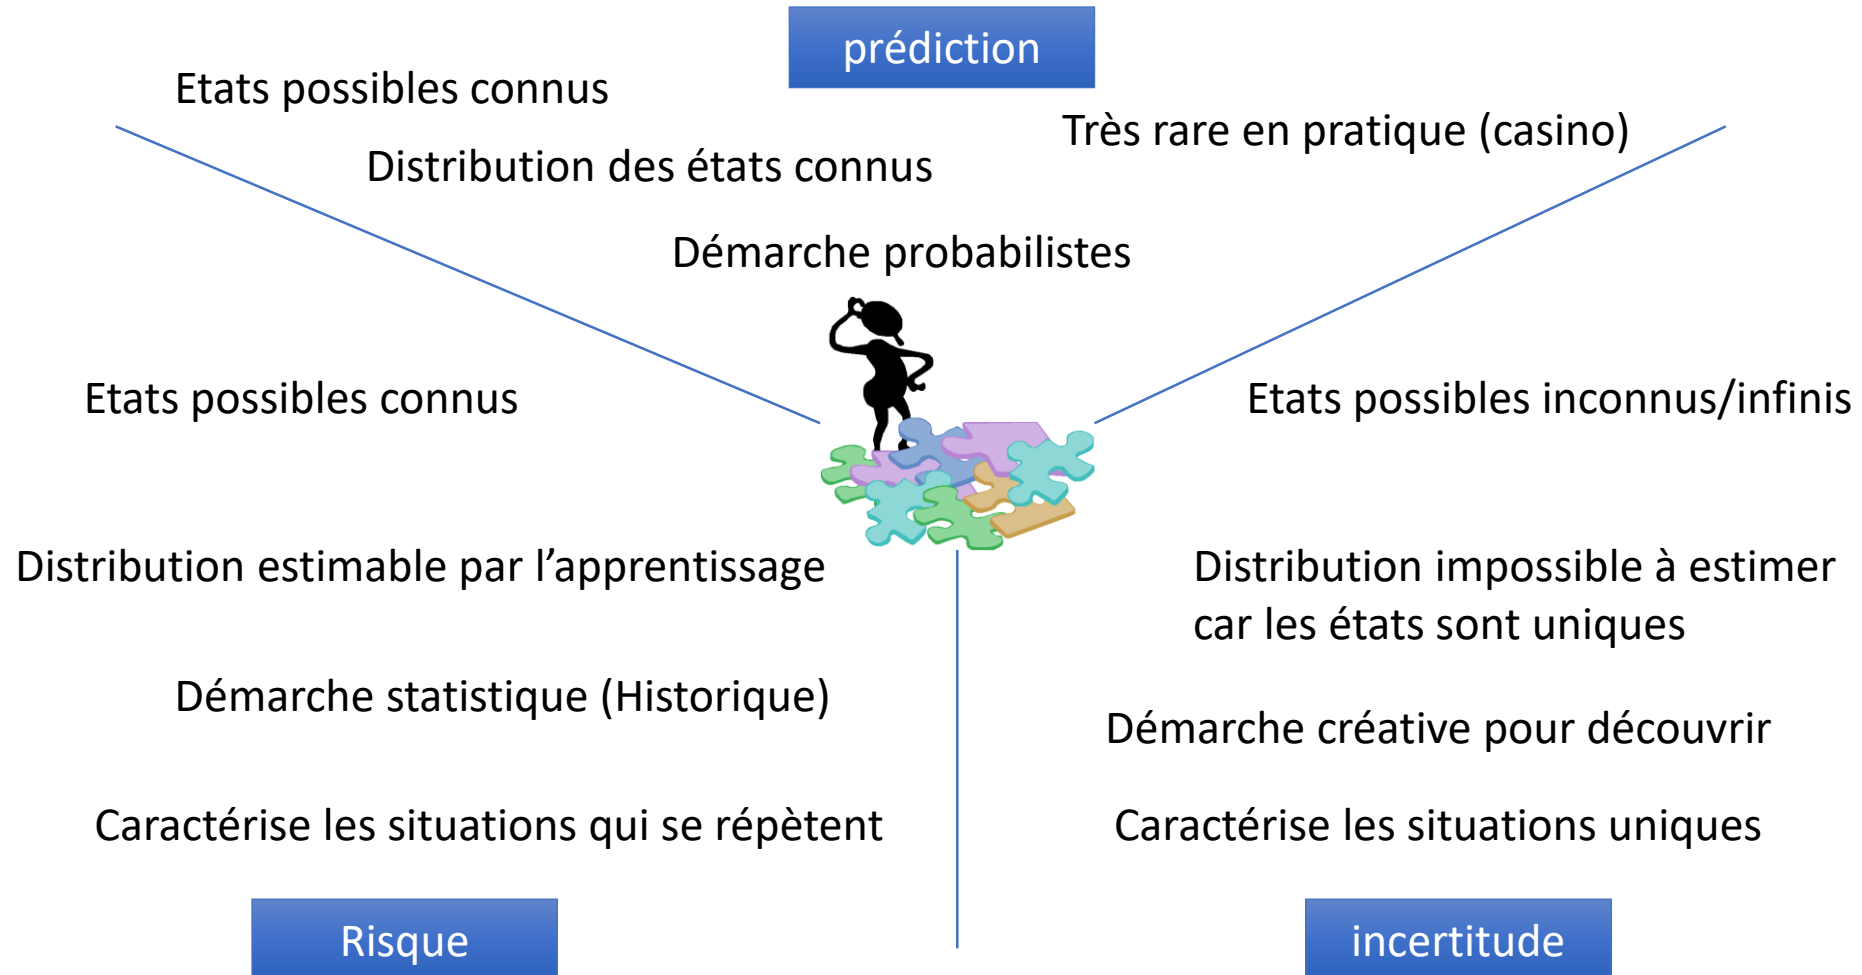 prédiction
Etats possibles connus
Très rare en pratique (casino)
Distribution des états connus
Démarche probabilistes
Etats possibles connus
Distribution estimable par l’apprentissage
Démarche statistique (Historique)
Caractérise les situations qui se répètent
Risque
Etats possibles inconnus/infinis
Distribution impossible à estimer
car les états sont uniques
Démarche créative pour découvrir
Caractérise les situations uniques
incertitude